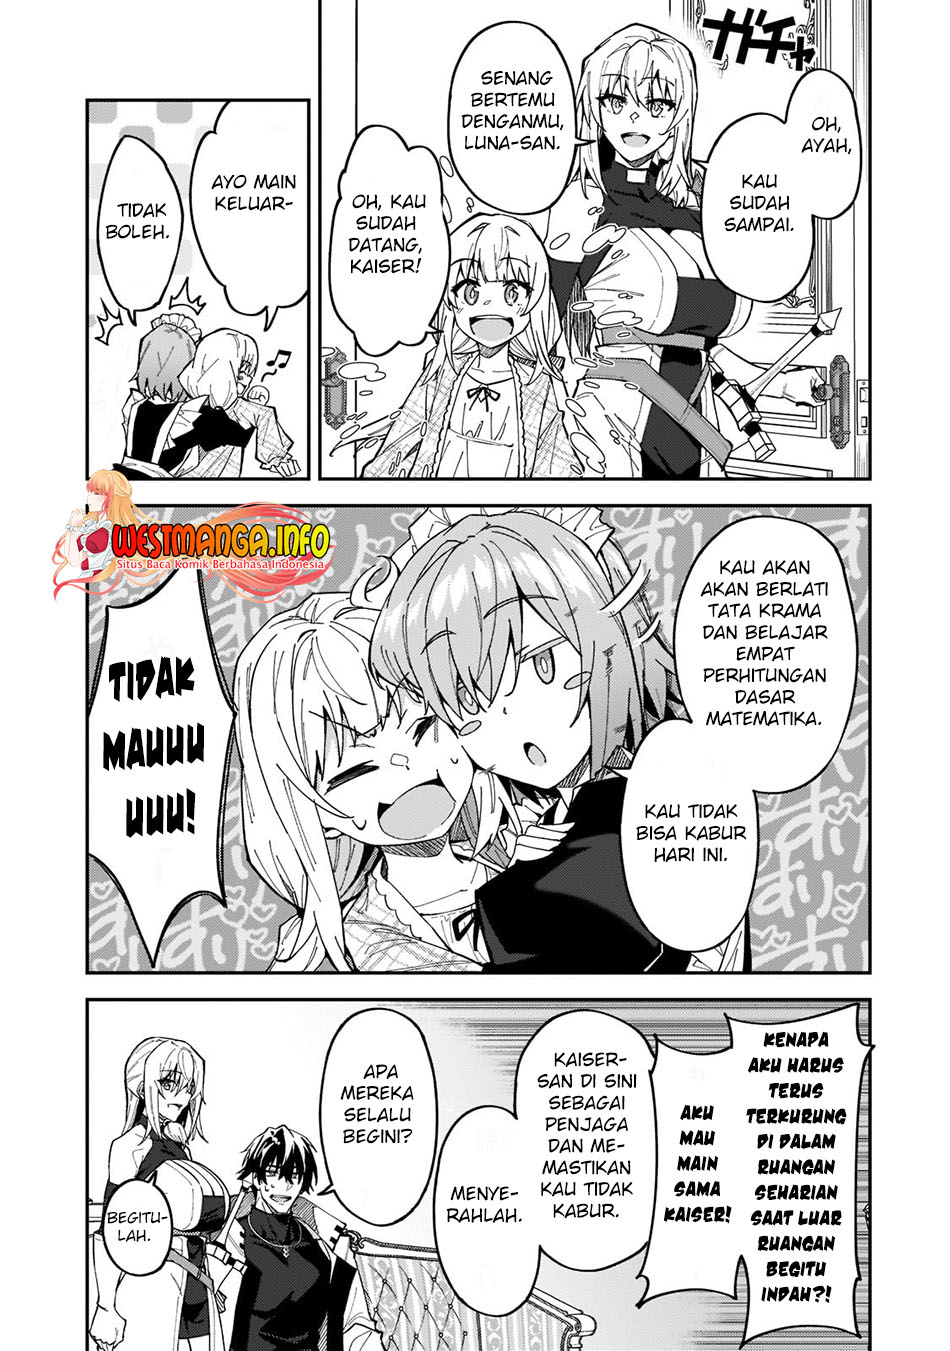 ガチャ
OH,
AYAH,
KAU
SUDAH
SAMPAI.
SENANG
BERTEMU
DENGANMU,
LUNA-SAN.
OH, KAU
SUDAH
DATANG,
KAISER!
AYO MAIN
KELUAR-
TIDAK
BOLEH.
WESTMANGA.INFO
Situs Baca Komik Berbahasa Indonesia
KAU AKAN
AKAN BERLATI
TATA KRAMA
DAN BELAJAR
EMPAT
PERHITUNGAN
DASAR
MATEMATIKA.
KAU TIDAK
BISA KABUR
HARI INI.
TIDAK
MAUUU
UUU!
KENAPA
AKU HARUS
TERUS
TERKURUNG
DI DALAM
RUANGAN
SEHARIAN
SAAT LUAR
RUANGAN
BEGITU
INDAH?!
AKU
MAU
MAIN
SAMA
KAISER!
KAISER-
SAN DI SINI
SEBAGAI
PENJAGA
DAN ME-
MASTIKAN
KAU TIDAK
KABUR.
MENYE-
RAHLAH.
APA
MEREKA
SELALU
BEGINI?
BEGITU-
LAH.